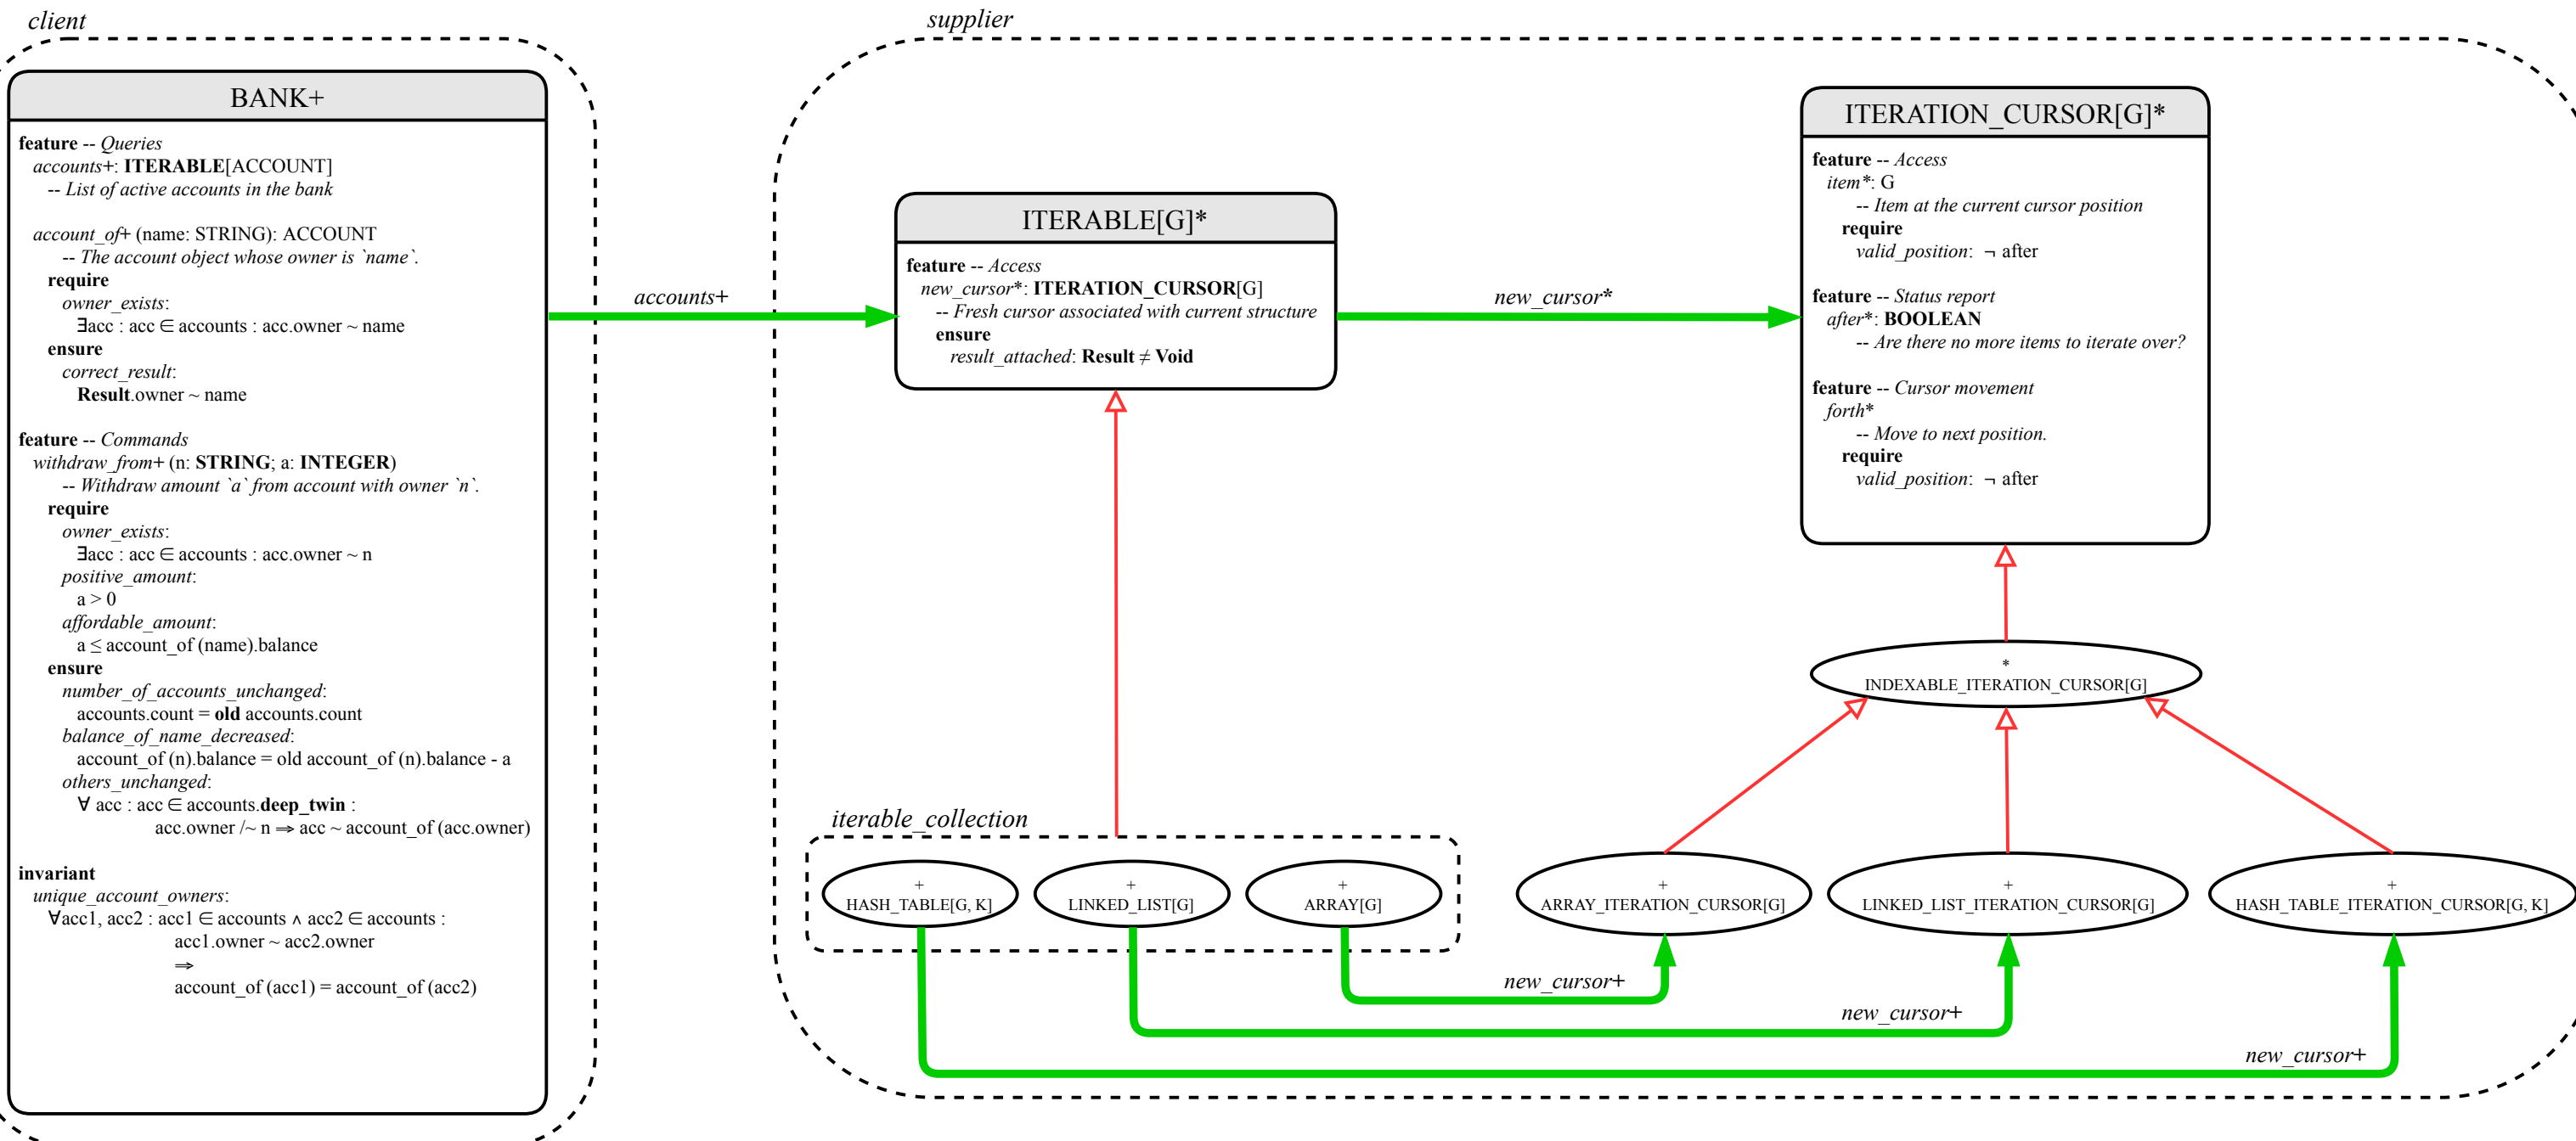 client
BANK+
feature -- Queries
accounts+: ITERABLE[ACCOUNT]
-- List of active accounts in the bank
account_of+ (name: STRING): ACCOUNT
-- The account object whose owner is `name`.
require
owner_exists:
∃acc : acc ∈ accounts : acc.owner ~ name
ensure
correct_result:
Result.owner ~ name
feature -- Commands
withdraw_from+ (n: STRING; a: INTEGER)
-- Withdraw amount `a` from account with owner `n`.
require
owner_exists:
∃acc : acc ∈ accounts : acc.owner ~ n
positive_amount:
a > 0
affordable_amount:
a ≤ account_of (name).balance
ensure
number_of_accounts_unchanged:
accounts.count = old accounts.count
balance_of_name_decreased:
account_of (n).balance = old account_of (n).balance - a
others_unchanged:
∀ acc : acc ∈ accounts.deep_twin :
acc.owner /~ n ⇒ acc ~ account_of (acc.owner)
invariant
unique_account_owners:
∀acc1, acc2 : acc1 ∈ accounts ∧ acc2 ∈ accounts :
acc1.owner ~ acc2.owner
⇒
account_of (acc1) = account_of (acc2)
accounts+
supplier
ITERABLE[G]*
feature -- Access
new_cursor*: ITERATION_CURSOR[G]
-- Fresh cursor associated with current structure
ensure
result_attached: Result ≠ Void
new_cursor*
ITERATION_CURSOR[G]*
feature -- Access
item*: G
-- Item at the current cursor position
require
valid_position: ¬ after
feature -- Status report
after*: BOOLEAN
-- Are there no more items to iterate over?
feature -- Cursor movement
forth*
-- Move to next position.
require
valid_position: ¬ after
*
INDEXABLE_ITERATION_CURSOR[G]
iterable_collection
+
HASH_TABLE[G, K]
+
LINKED_LIST[G]
+
ARRAY[G]
+
ARRAY_ITERATION_CURSOR[G]
+
LINKED_LIST_ITERATION_CURSOR[G]
+
HASH_TABLE_ITERATION_CURSOR[G, K]
new_cursor+
new_cursor+
new_cursor+